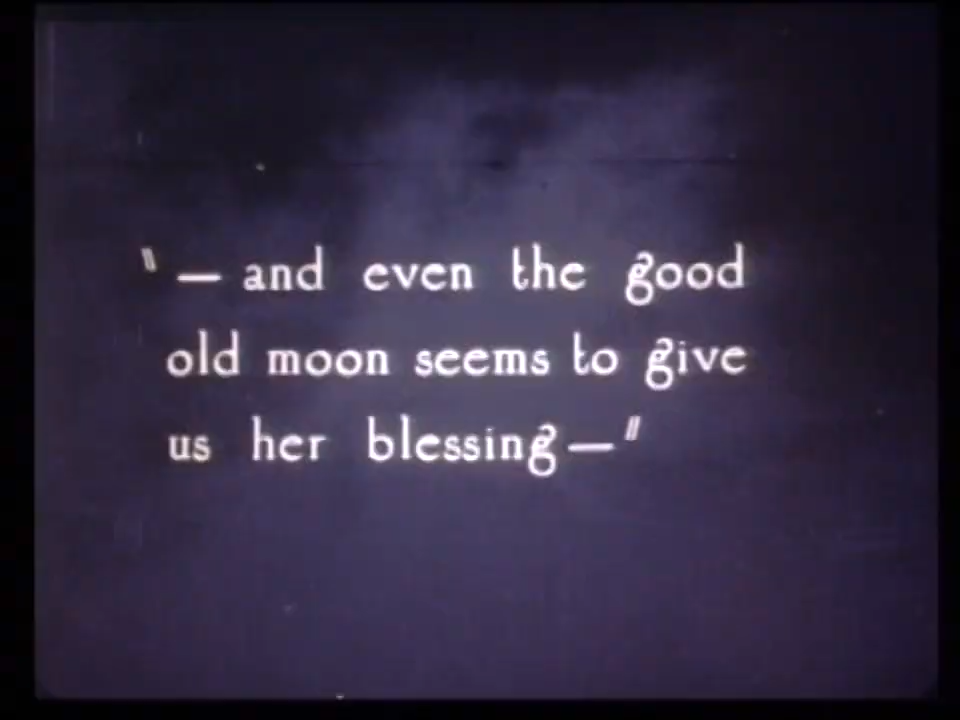 "— and even the good
old moon seems to give
us her blessing —"